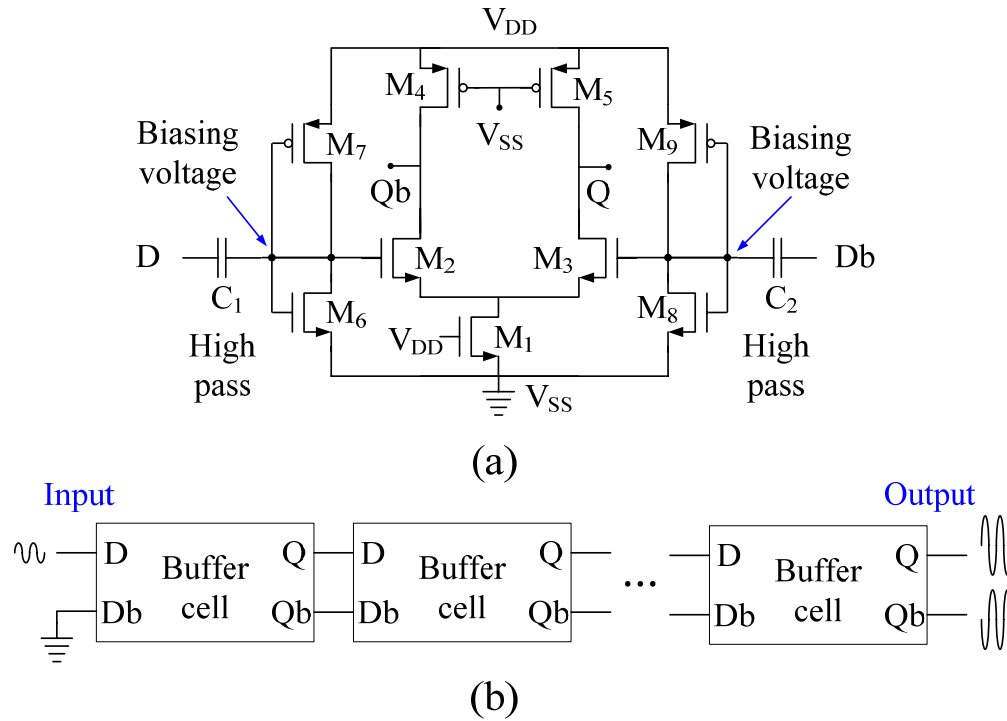 VDD
M4
M5
VSS
Biasing
voltage
M7
M9
Biasing
voltage
Qb
Q
D
C1
M2
M3
C2
Db
M6
M8
High
pass
VDD
M1
High
pass
VSS
(a)
Input
Output
D
Q
D
Q
D
Q
Buffer
cell
Buffer
cell
...
Buffer
cell
Db
Qb
Db
Qb
Db
Qb
(b)